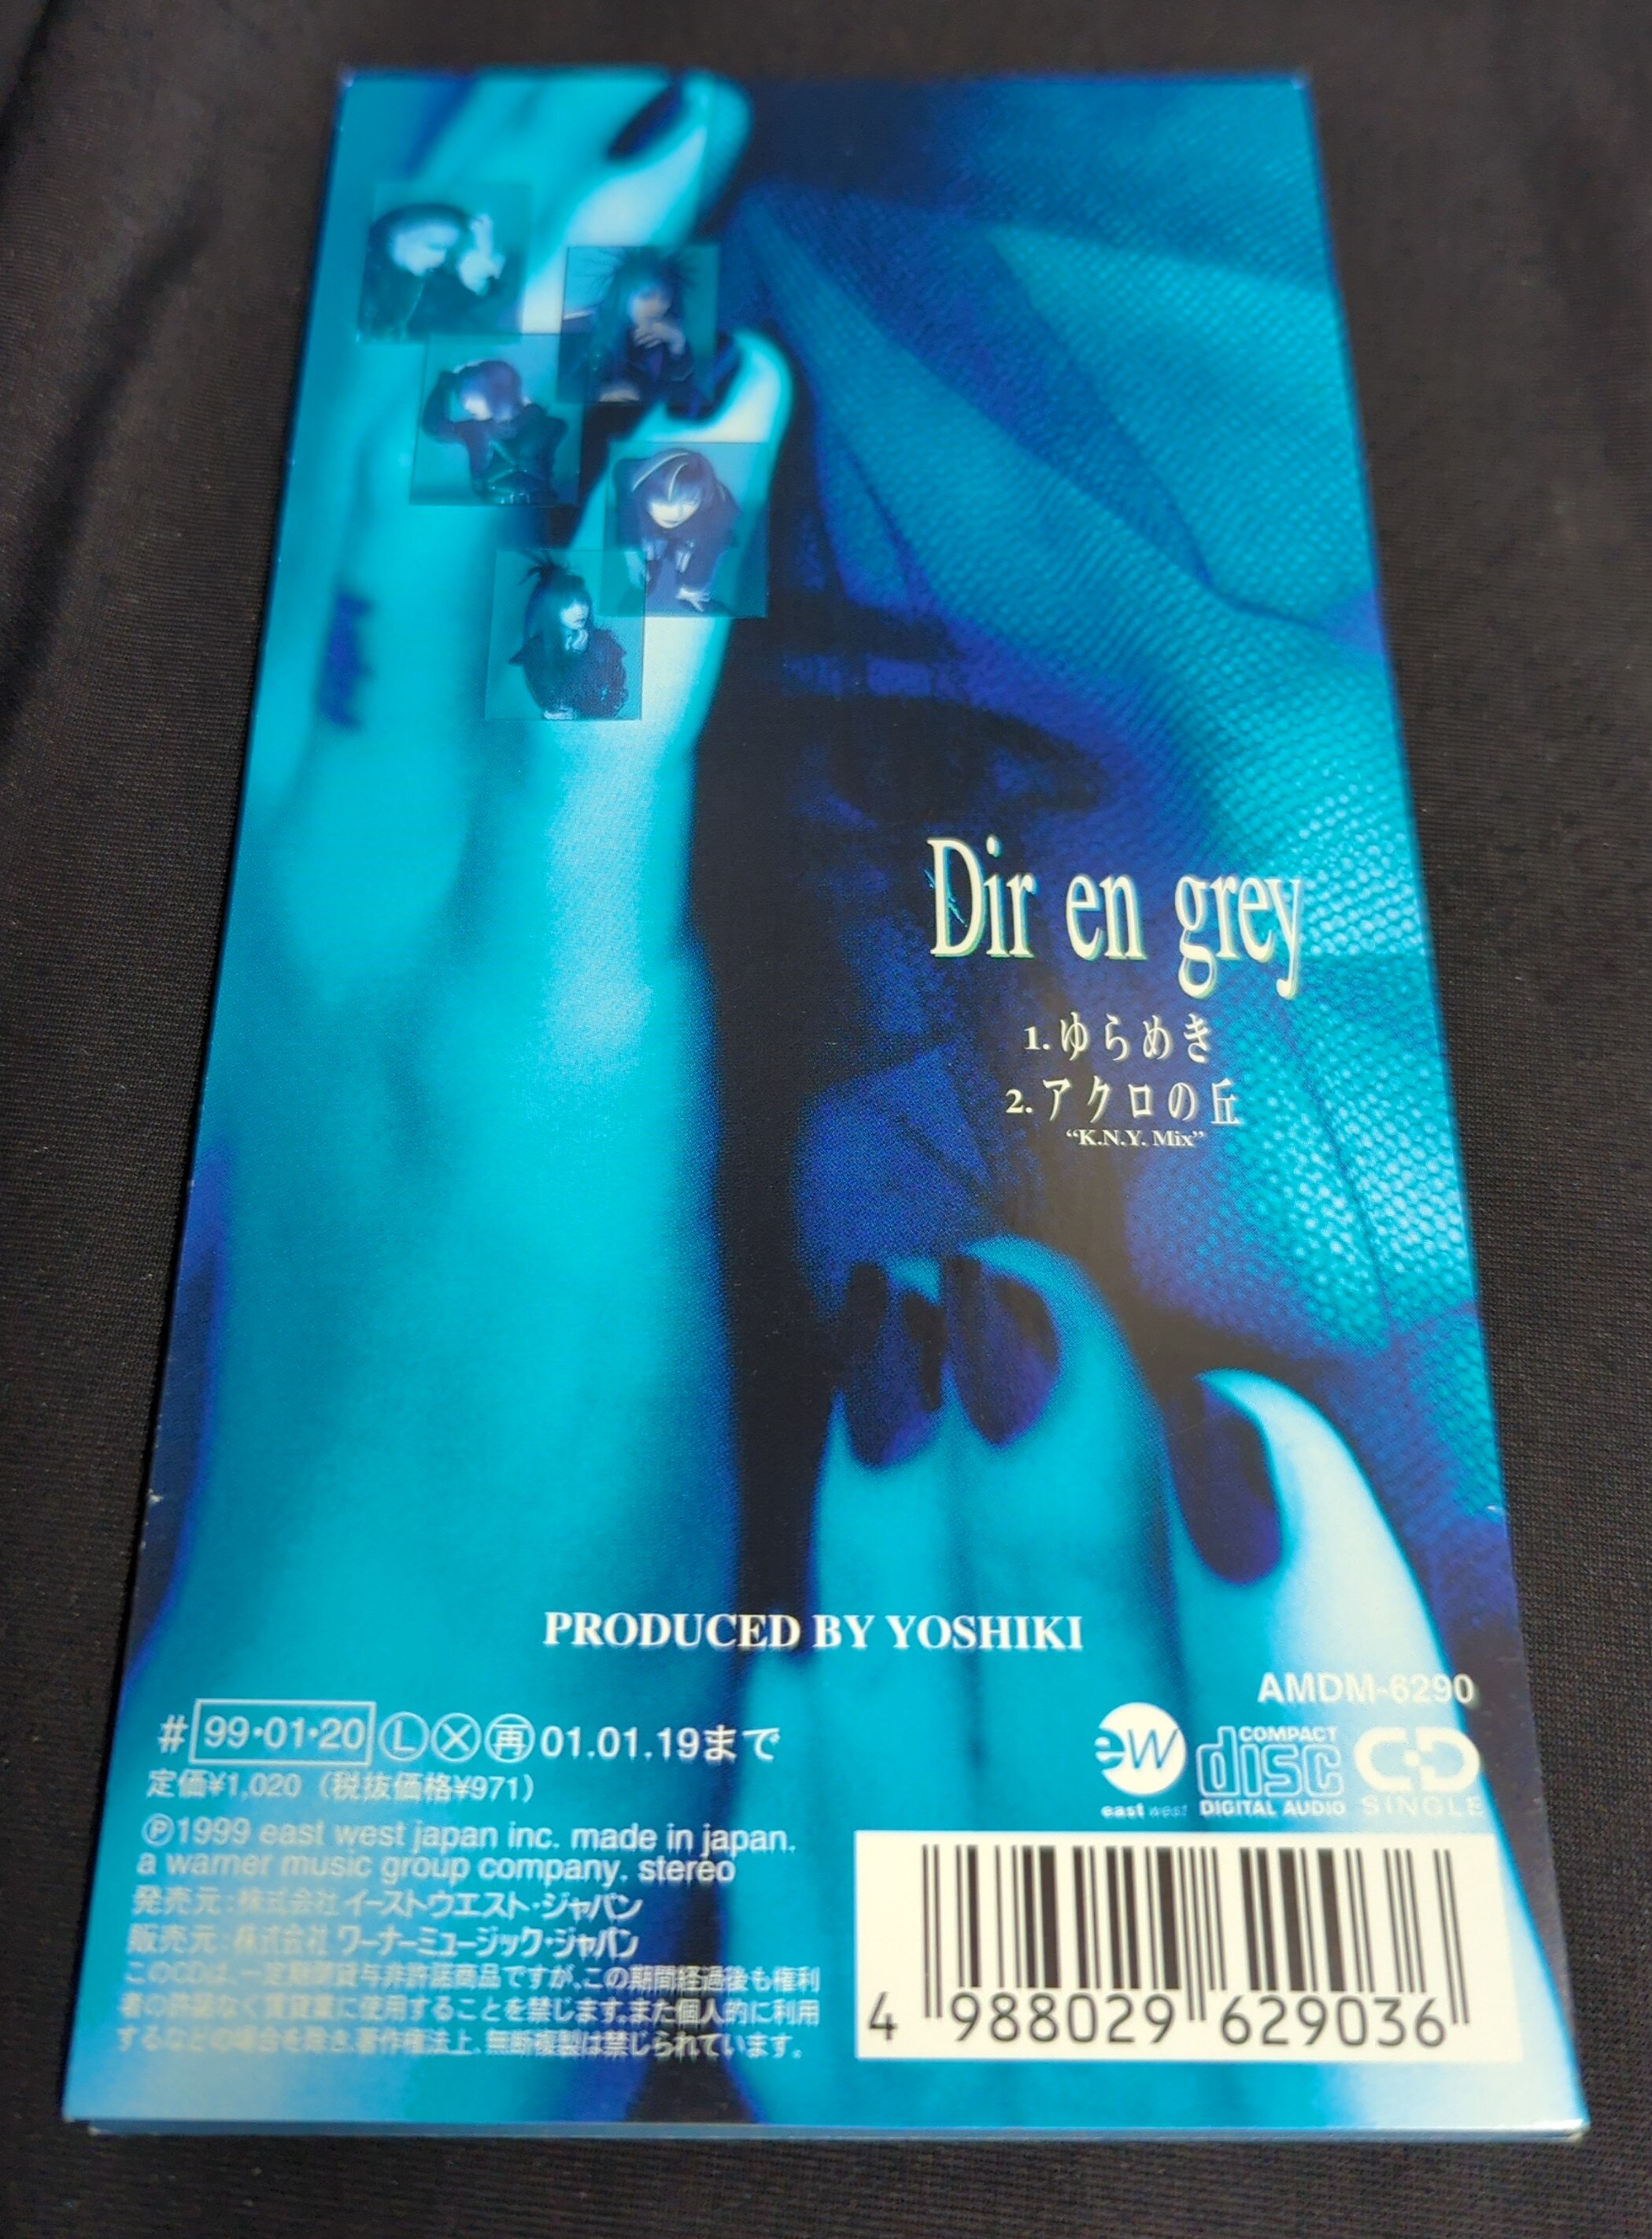 Dir en grey
1. ゆらめき
2. アクロの丘
“K.N.Y. Mix”
PRODUCED BY YOSHIKI
AMDM-6290
# 99・01・20 Ⓛ Ⓧ ㊢ 01.01.19まで
定価¥1,020（税抜価格¥971）
Ⓟ1999 east west japan inc. made in japan.
a warner music group company. stereo
発売元:株式会社イーストウエスト・ジャパン
販売元:株式会社ワーナーミュージック・ジャパン
このCDは、一定期間貸与非許諾商品ですが、この期間経過後も権利
者の許諾なく賃貸業に使用することを禁じます。また個人的に利用
するなどの場合を除き、著作権法上、無断複製は禁じられています。
ew
east west
COMPACT
disc
DIGITAL AUDIO
CD
SINGLE
4 988029 629036